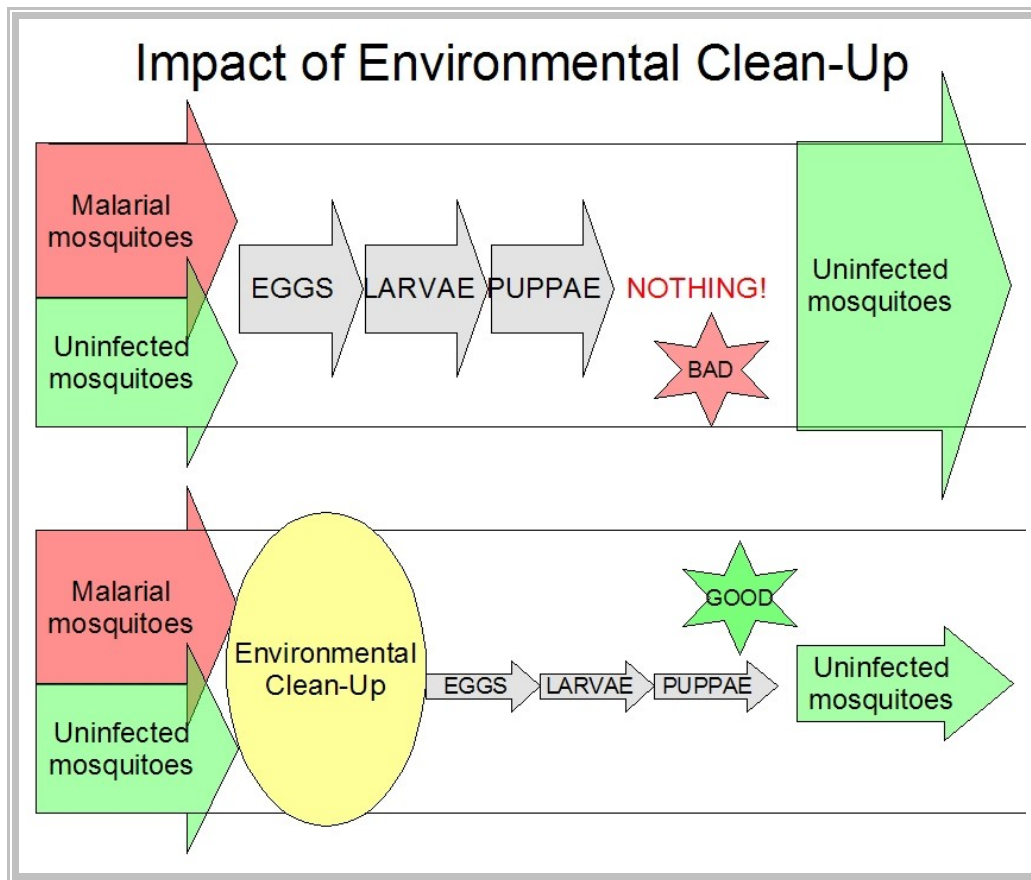 Impact of Environmental Clean-Up
Malarial
mosquitoes
Uninfected
mosquitoes
EGGS
LARVAE
PUPPAE
NOTHING!
BAD
Uninfected
mosquitoes
Malarial
mosquitoes
Uninfected
mosquitoes
Environmental
Clean-Up
EGGS
LARVAE
PUPPAE
GOOD
Uninfected
mosquitoes